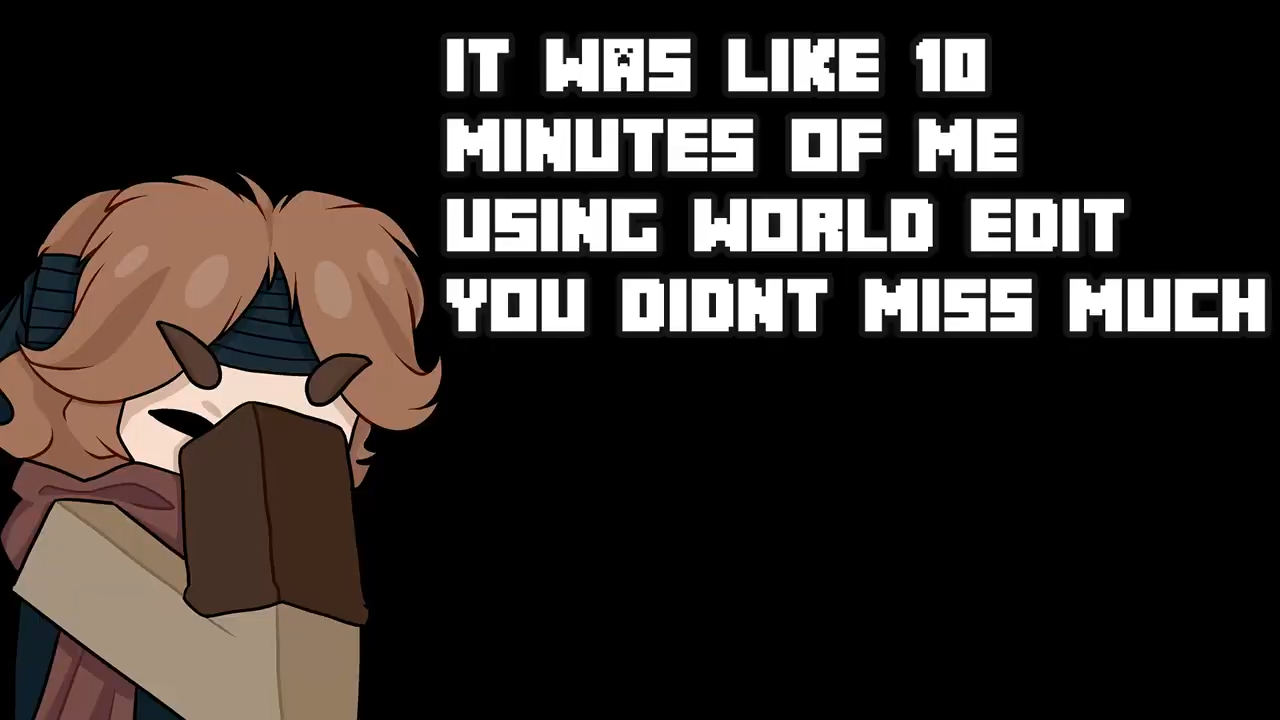 IT WAS LIKE 10
MINUTES OF ME
USING WORLD EDIT
YOU DIDNT MISS MUCH